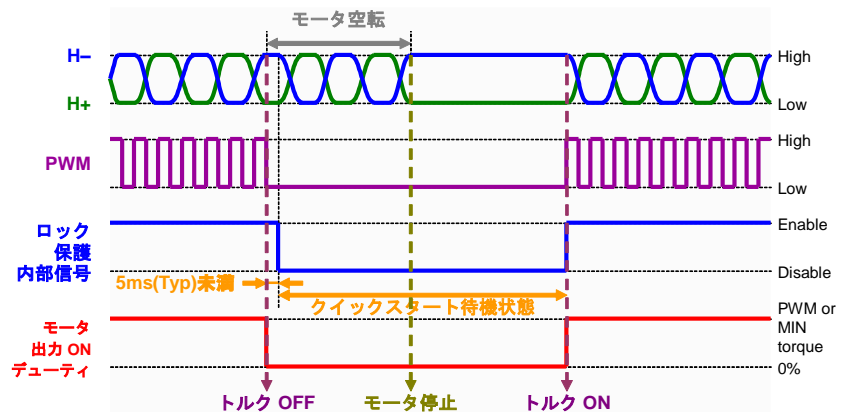 モータ空転
H−
High
H+
Low
PWM
High
Low
ロック
保護
内部信号
Enable
Disable
5ms(Typ)未満
クイックスタート待機状態
モータ
出力 ON
デューティ
PWM or
MIN
torque
0%
トルク OFF
モータ停止
トルク ON